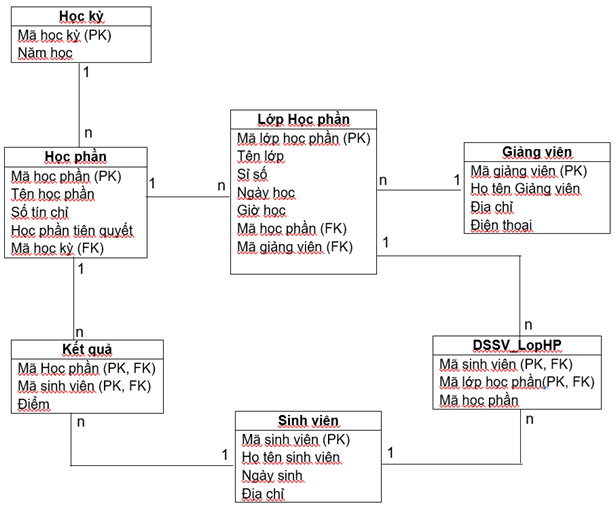 Học kỳ
Mã học kỳ (PK)
Năm học
1
n
Học phần
Mã học phần (PK)
Tên học phần
Số tín chỉ
Học phần tiên quyết
Mã học kỳ (FK)
1
n
Lớp Học phần
Mã lớp học phần (PK)
Tên lớp
Sỉ số
Ngày học
Giờ học
Mã học phần (FK)
Mã giảng viên (FK)
n
1
Giảng viên
Mã giảng viên (PK)
Họ tên Giảng viên
Địa chỉ
Điện thoại
1
n
1
n
Kết quả
Mã Học phần (PK, FK)
Mã sinh viên (PK, FK)
Điểm
n
DSSV_LopHP
Mã sinh viên (PK, FK)
Mã lớp học phần(PK, FK)
Mã học phần
n
Sinh viên
Mã sinh viên (PK)
Họ tên sinh viên
Ngày sinh
Địa chỉ
1
1